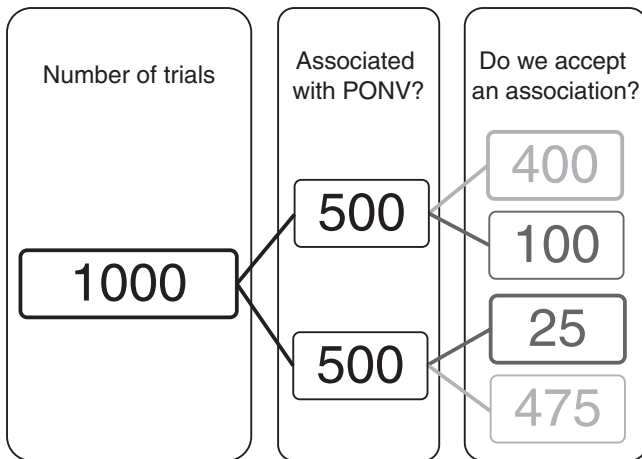 Number of trials
Associated
with PONV?
Do we accept
an association?
1000
500
500
400
100
25
475